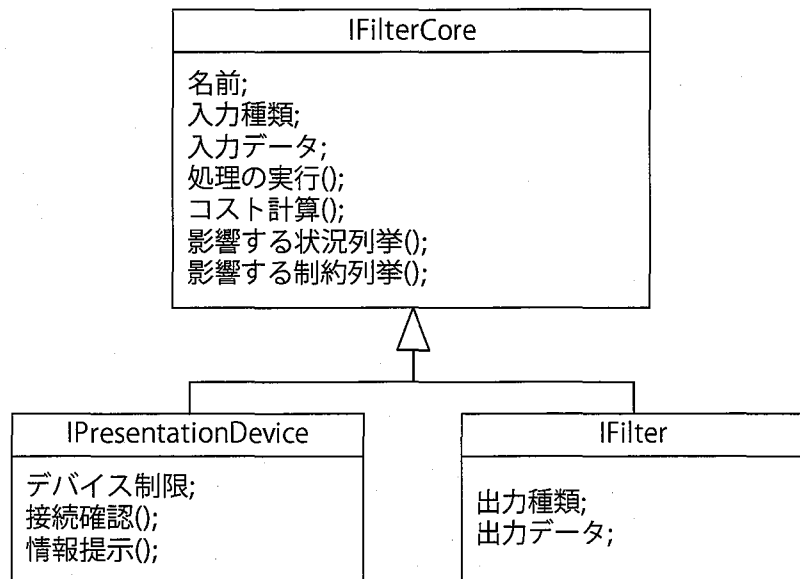 IFilterCore
名前;
入力種類;
入力データ;
処理の実行();
コスト計算();
影響する状況列挙();
影響する制約列挙();
IPresentationDevice
デバイス制限;
接続確認();
情報提示();
IFilter
出力種類;
出力データ;